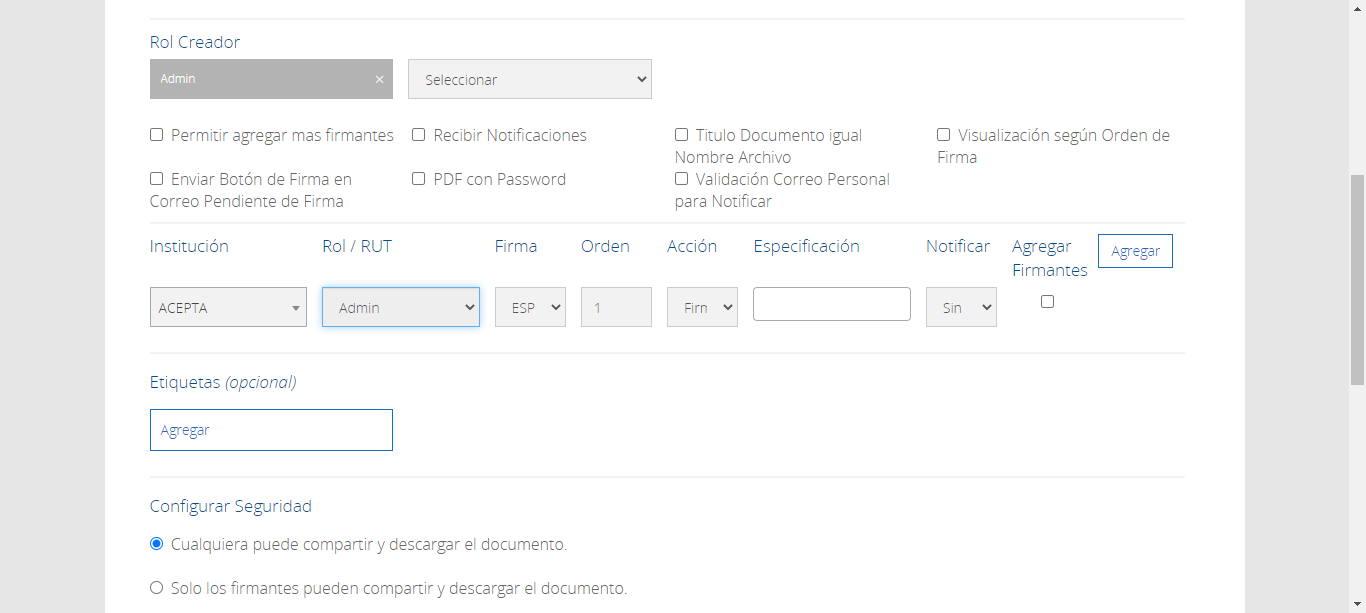 Rol Creador
Admin ×
Seleccionar
Permitir agregar mas firmantes
Recibir Notificaciones
Titulo Documento igual
Nombre Archivo
Visualización según Orden de
Firma
Enviar Botón de Firma en
Correo Pendiente de Firma
PDF con Password
Validación Correo Personal
para Notificar
Institución
Rol / RUT
Firma
Orden
Acción
Especificación
Notificar
Agregar
Firmantes
Agregar
ACEPTA
Admin
ESP
1
Firn
Sin
Etiquetas (opcional)
Agregar
Configurar Seguridad
Cualquiera puede compartir y descargar el documento.
Solo los firmantes pueden compartir y descargar el documento.